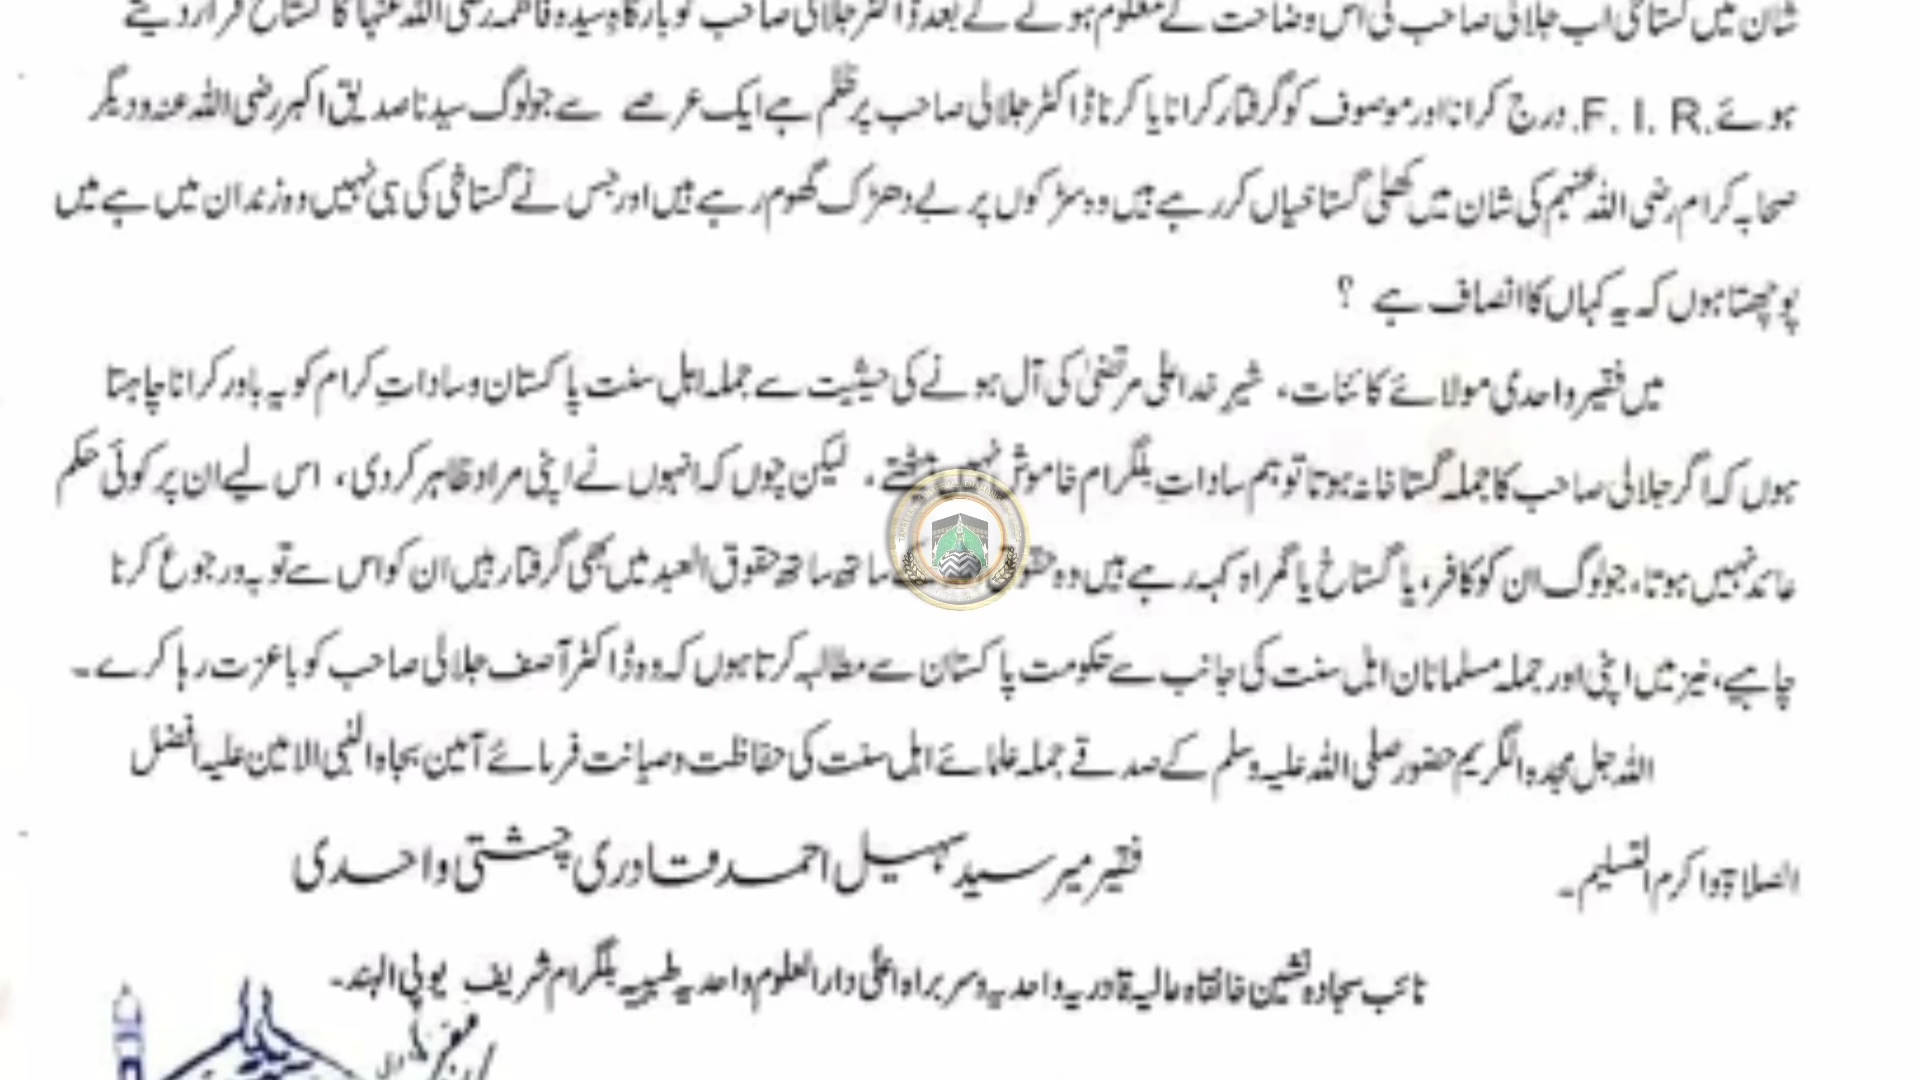 شان میں گستاخی اب جلالی صاحب کی اس وضاحت کے معلوم ہونے کے بعد ڈاکٹر جلالی صاحب کو بارگاہِ سیدہ فاطمہ رضی اللہ عنہا کا گستاخ قرار دیتے
ہوئے .F. I. R. درج کرانا اور موصوف کو گرفتار کرانا یا کرنا ڈاکٹر جلالی صاحب پر ظلم ہے ایک عرصے سے جو لوگ سیدنا صدیق اکبر رضی اللہ عنہ و دیگر
صحابہ کرام رضی اللہ عنہم کی شان میں کھلی گستاخیاں کر رہے ہیں وہ سڑکوں پر بے دھڑک گھوم رہے ہیں اور جس نے گستاخی کی ہی نہیں وہ زندان میں ہے میں
پوچھتا ہوں کہ یہ کہاں کا انصاف ہے ؟
میں فقیر واحدی مولائے کائنات، شیرِ خدا علی مرتضیٰ کی آل ہونے کی حیثیت سے جملہ اہل سنت پاکستان و ساداتِ کرام کو یہ باور کرانا چاہتا
ہوں کہ اگر جلالی صاحب کا جملہ گستاخانہ ہوتا تو ہم ساداتِ بلگرام خاموش نہیں بیٹھتے، لیکن چوں کہ انہوں نے اپنی مراد ظاہر کر دی، اس لیے ان پر کوئی حکم
عائد نہیں ہوتا، جو لوگ ان کو کافر، یا گستاخ یا گمراہ کہہ رہے ہیں وہ حقوق ساتھ ساتھ حقوق العبد میں بھی گرفتار ہیں ان کو اس سے توبہ و رجوع کرنا
چاہیے، نیز میں اپنی اور جملہ مسلمانان اہل سنت کی جانب سے حکومت پاکستان سے مطالبہ کرتا ہوں کہ وہ ڈاکٹر آصف جلالی صاحب کو باعزت رہا کرے۔
اللہ جل مجدہ الکریم حضور صلی اللہ علیہ وسلم کے صدقے جملہ علمائے اہل سنت کی حفاظت و صیانت فرمائے آمین بجاہ النبی الامین علیہ افضل
الصلاۃ و اکرم التسلیم۔
فقیر میر سید سہیل احمد قادری چشتی واحدی
نائب سجادہ نشین خانقاہ عالیہ قادریہ واحدیہ و سربراہ اعلیٰ دارالعلوم واحدیہ طیبیہ بلگرام شریف یوپی الہند۔